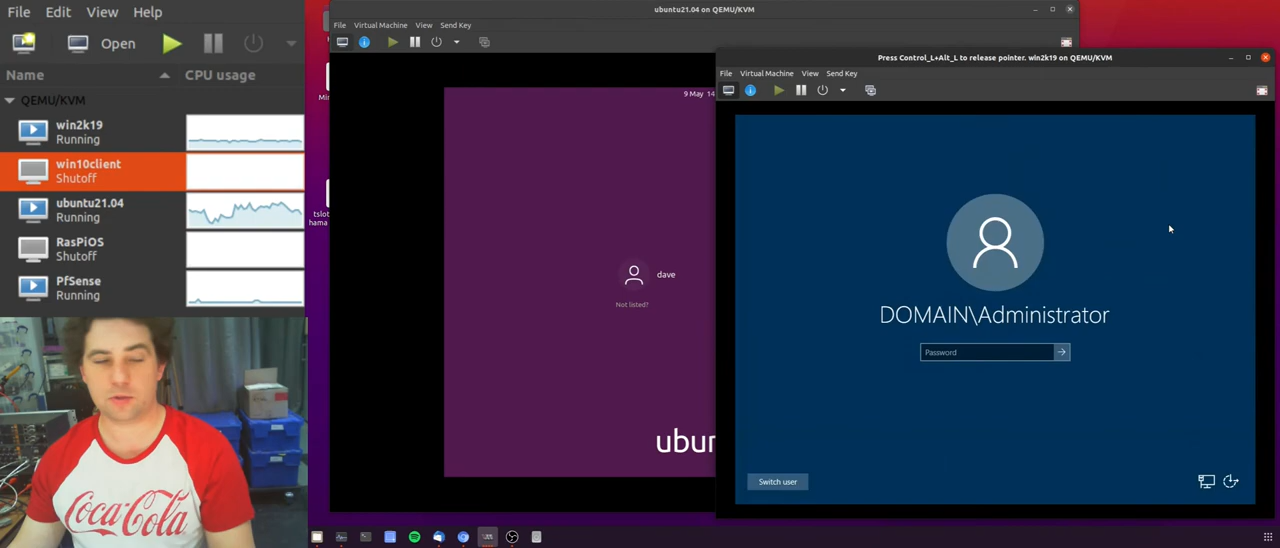 File Edit View Help
Open
Name CPU usage
QEMU/KVM
win2k19
Running
win10client
Shutoff
ubuntu21.04
Running
RasPiOS
Shutoff
PfSense
Running
Coca-Cola
ubuntu21.04 on QEMU/KVM
File Virtual Machine View Send Key
9 May 14
dave
Not listed?
ubu
Press Control_L+Alt_L to release pointer. win2k19 on QEMU/KVM
File Virtual Machine View Send Key
DOMAIN\Administrator
Password
Switch user